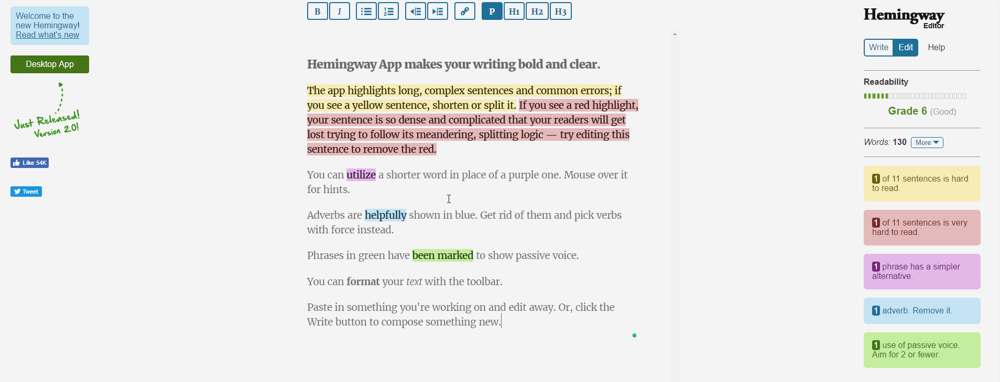 Welcome to the
new Hemingway!
Read what's new
Desktop App
Just Released!
Version 2.0!
Like 54K
Tweet
B I 1 2 P H1 H2 H3
Hemingway App makes your writing bold and clear.
The app highlights long, complex sentences and common errors; if
you see a yellow sentence, shorten or split it. If you see a red highlight,
your sentence is so dense and complicated that your readers will get
lost trying to follow its meandering, splitting logic — try editing this
sentence to remove the red.
You can utilize a shorter word in place of a purple one. Mouse over it
for hints.
Adverbs are helpfully shown in blue. Get rid of them and pick verbs
with force instead.
Phrases in green have been marked to show passive voice.
You can format your text with the toolbar.
Paste in something you're working on and edit away. Or, click the
Write button to compose something new.
Hemingway
Editor
Write Edit Help
Readability
Grade 6 (Good)
Words: 130 More
1 of 11 sentences is hard
to read.
1 of 11 sentences is very
hard to read.
1 phrase has a simpler
alternative.
1 adverb. Remove it.
1 use of passive voice.
Aim for 2 or fewer.